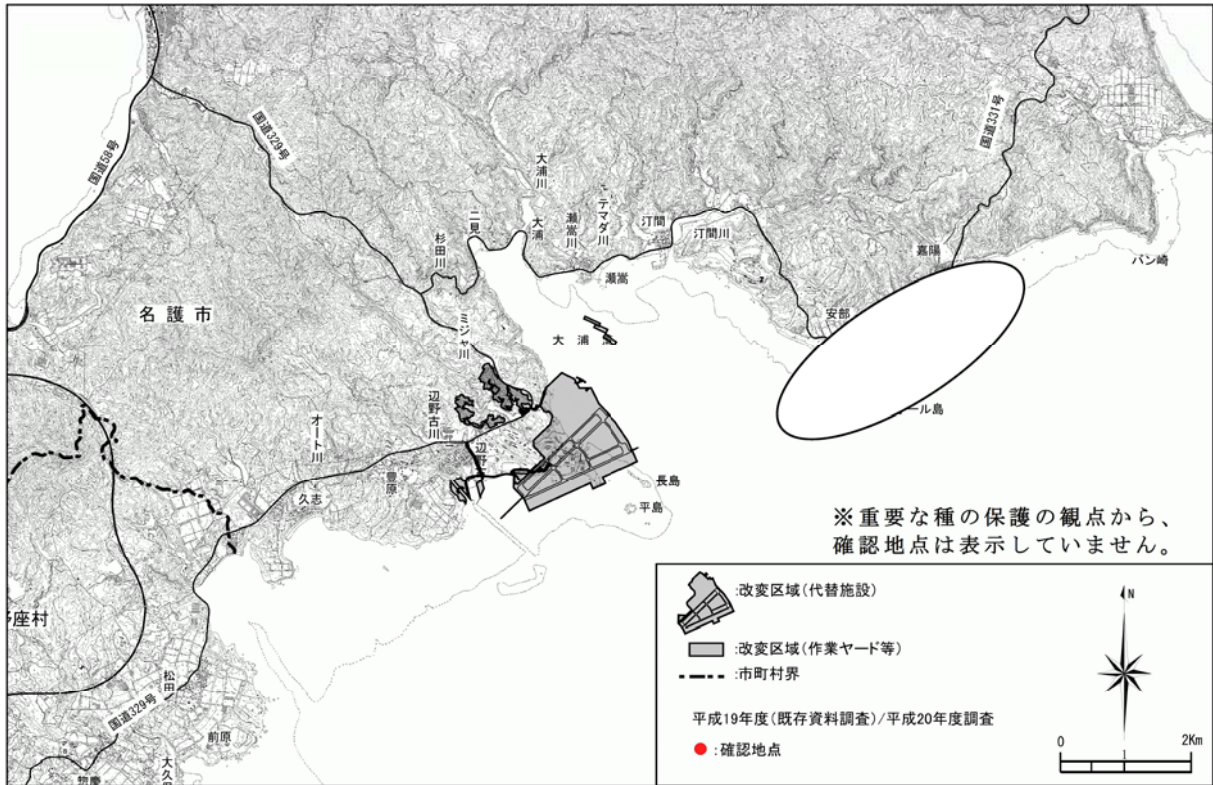 国道58号
国道329号
国道331号
大浦川
大浦
二見
杉田川
瀬嵩川
テマダ川
汀間
汀間川
瀬嵩
嘉陽
バン崎
安部
名護市
ミジャ川
大浦
辺野古川
辺野
オート川
豊原
久志
長島
平島
ール島
座村
松田
国道329号
前原
惣慶
※重要な種の保護の観点から、
確認地点は表示していません。
:改変区域(代替施設)
:改変区域(作業ヤード等)
:市町村界
平成19年度(既存資料調査)/平成20年度調査
:確認地点
N
0 1 2Km